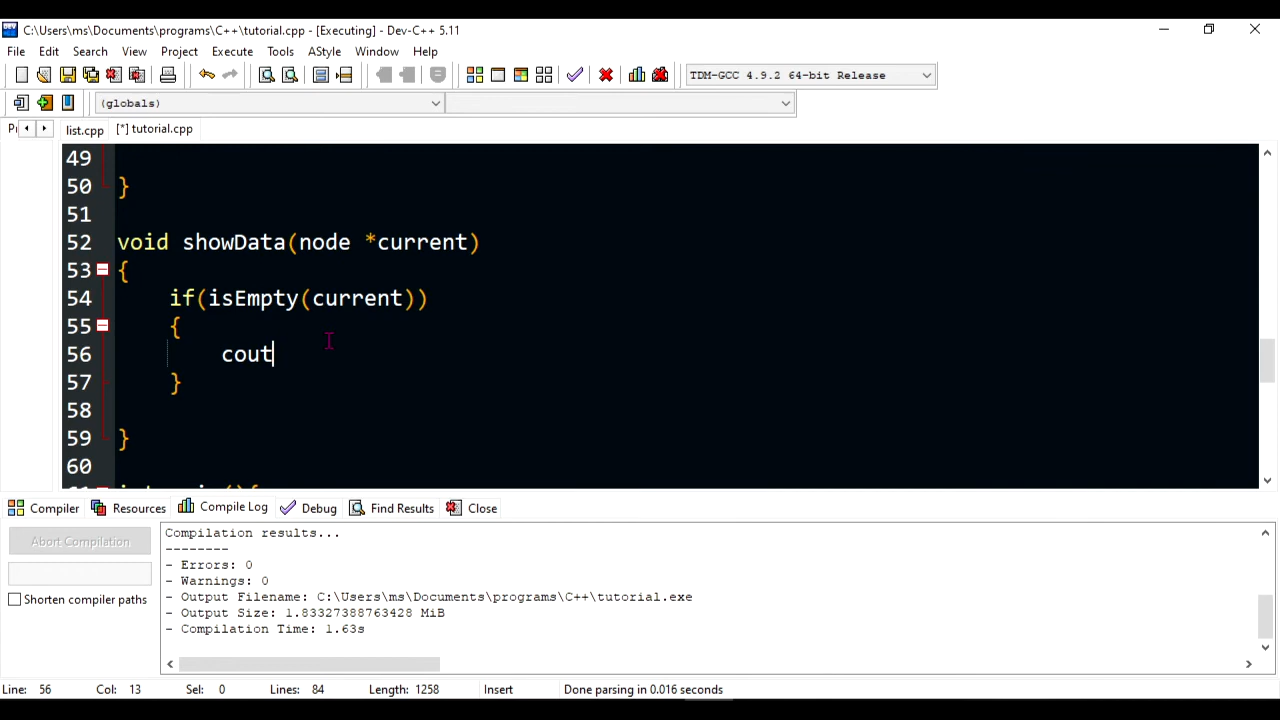 C:\Users\ms\Documents\programs\C++\tutorial.cpp - [Executing] - Dev-C++ 5.11
File Edit Search View Project Execute Tools AStyle Window Help
TDM-GCC 4.9.2 64-bit Release
(globals)
list.cpp [*] tutorial.cpp
49
50 }
51
52 void showData(node *current)
53 {
54 if(isEmpty(current))
55 {
56 cout
57 }
58
59 }
60
Compiler Resources Compile Log Debug Find Results Close
Abort Compilation
Shorten compiler paths
Compilation results...
--------
- Errors: 0
- Warnings: 0
- Output Filename: C:\Users\ms\Documents\programs\C++\tutorial.exe
- Output Size: 1.83327388763428 MiB
- Compilation Time: 1.63s
Line: 56 Col: 13 Sel: 0 Lines: 84 Length: 1258 Insert Done parsing in 0.016 seconds